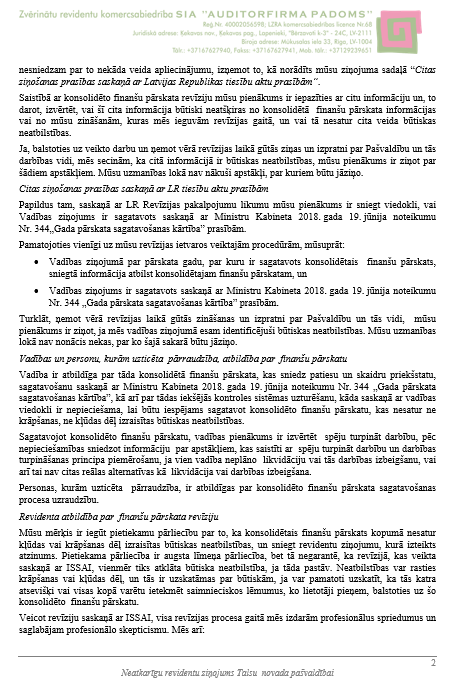 Zvērinātu revidentu komercsabiedrība SIA "AUDITORFIRMA PADOMS"
Reģ.Nr. 40002056598; LZRA komercsabiedrības licence Nr.68
Juridiskā adrese: Ķekavas nov., Ķekavas pag., Lapenieki, "Bērzavoti k-3" - 24C, LV-2111
Biroja adrese: Mūkusalas iela 33, Rīga, LV-1004
Tālr.: +37167627940, Fakss: +37167627941, Mob. tālr.: +37129239651
nesniedzam par to nekāda veida apliecinājumu, izņemot to, kā norādīts mūsu ziņojuma sadaļā "Citas
ziņošanas prasības saskaņā ar Latvijas Republikas tiesību aktu prasībām".
Saistībā ar konsolidēto finanšu pārskata revīziju mūsu pienākums ir iepazīties ar citu informāciju un, to
darot, izvērtēt, vai šī cita informācija būtiski neatšķiras no konsolidētā finanšu pārskata informācijas
vai no mūsu zināšanām, kuras mēs ieguvām revīzijas gaitā, un vai tā nesatur cita veida būtiskas
neatbilstības.
Ja, balstoties uz veikto darbu un ņemot vērā revīzijas laikā gūtās ziņas un izpratni par Pašvaldību un tās
darbības vidi, mēs secinām, ka citā informācijā ir būtiskas neatbilstības, mūsu pienākums ir ziņot par
šādiem apstākļiem. Mūsu uzmanības lokā nav nākuši apstākļi, par kuriem būtu jāziņo.
Citas ziņošanas prasības saskaņā ar LR tiesību aktu prasībām
Papildus tam, saskaņā ar LR Revīzijas pakalpojumu likumu mūsu pienākums ir sniegt viedokli, vai
Vadības ziņojums ir sagatavots saskaņā ar Ministru Kabineta 2018. gada 19. jūnija noteikumu
Nr. 344„Gada pārskata sagatavošanas kārtība" prasībām.
Pamatojoties vienīgi uz mūsu revīzijas ietvaros veiktajām procedūrām, mūsuprāt:
• Vadības ziņojumā par pārskata gadu, par kuru ir sagatavots konsolidētais finanšu pārskats,
sniegtā informācija atbilst konsolidētajam finanšu pārskatam, un
• Vadības ziņojums ir sagatavots saskaņā ar Ministru Kabineta 2018. gada 19. jūnija noteikumu
Nr. 344 „Gada pārskata sagatavošanas kārtība" prasībām.
Turklāt, ņemot vērā revīzijas laikā gūtās zināšanas un izpratni par Pašvaldību un tās vidi, mūsu
pienākums ir ziņot, ja mēs vadības ziņojumā esam identificējuši būtiskas neatbilstības. Mūsu uzmanības
lokā nav nonācis nekas, par ko šajā sakarā būtu jāziņo.
Vadības un personu, kurām uzticēta pārraudzība, atbildība par finanšu pārskatu
Vadība ir atbildīga par tāda konsolidētā finanšu pārskata, kas sniedz patiesu un skaidru priekšstatu,
sagatavošanu saskaņā ar Ministru Kabineta 2018. gada 19. jūnija noteikumu Nr. 344 „Gada pārskata
sagatavošanas kārtība", kā arī par tādas iekšējās kontroles sistēmas uzturēšanu, kāda saskaņā ar vadības
viedokli ir nepieciešama, lai būtu iespējams sagatavot konsolidēto finanšu pārskatu, kas nesatur ne
krāpšanas, ne kļūdas dēļ izraisītas būtiskas neatbilstības.
Sagatavojot konsolidēto finanšu pārskatu, vadības pienākums ir izvērtēt spēju turpināt darbību, pēc
nepieciešamības sniedzot informāciju par apstākļiem, kas saistīti ar spēju turpināt darbību un darbības
turpināšanas principa piemērošanu, ja vien vadība neplāno likvidāciju vai tās darbības izbeigšanu, vai
arī tai nav citas reālas alternatīvas kā likvidācija vai darbības izbeigšana.
Personas, kurām uzticēta pārraudzība, ir atbildīgas par konsolidēto finanšu pārskata sagatavošanas
procesa uzraudzību.
Revidenta atbildība par finanšu pārskata revīziju
Mūsu mērķis ir iegūt pietiekamu pārliecību par to, ka konsolidētais finanšu pārskats kopumā nesatur
kļūdas vai krāpšanas dēļ izraisītas būtiskas neatbilstības, un sniegt revidentu ziņojumu, kurā izteikts
atzinums. Pietiekama pārliecība ir augsta līmeņa pārliecība, bet tā negarantē, ka revīzijā, kas veikta
saskaņā ar ISSAI, vienmēr tiks atklāta būtiska neatbilstība, ja tāda pastāv. Neatbilstības var rasties
krāpšanas vai kļūdas dēļ, un tās ir uzskatāmas par būtiskām, ja var pamatoti uzskatīt, ka tās katra
atsevišķi vai visas kopā varētu ietekmēt saimnieciskos lēmumus, ko lietotāji pieņem, balstoties uz šo
konsolidēto finanšu pārskatu.
Veicot revīziju saskaņā ar ISSAI, visa revīzijas procesa gaitā mēs izdarām profesionālus spriedumus un
saglabājam profesionālo skepticismu. Mēs arī:
2
Neatkarīgu revidentu ziņojums Talsu novada pašvaldībai